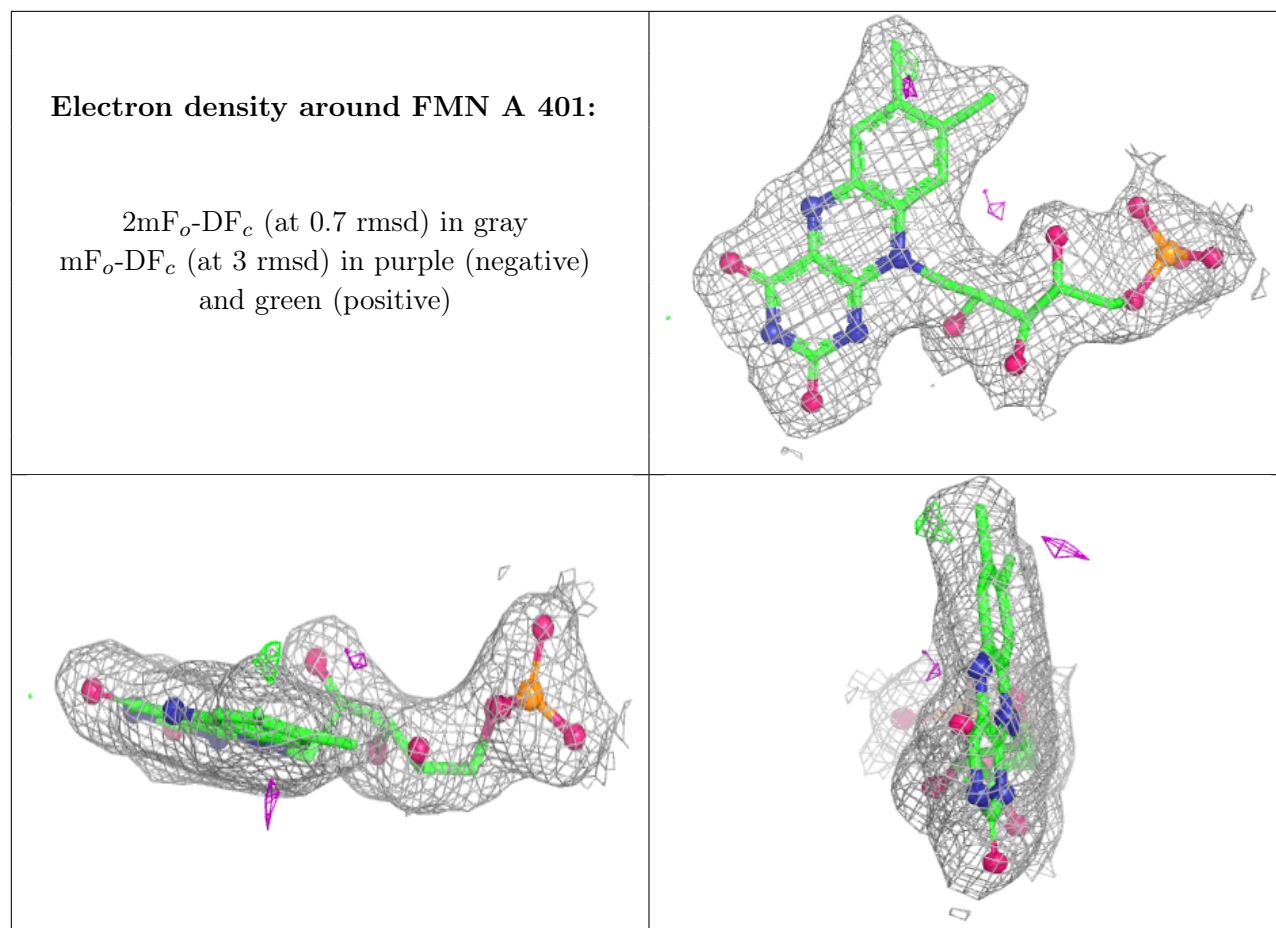 Electron density around FMN A 401:
2mFo-DFc (at 0.7 rmsd) in gray
mFo-DFc (at 3 rmsd) in purple (negative)
and green (positive)